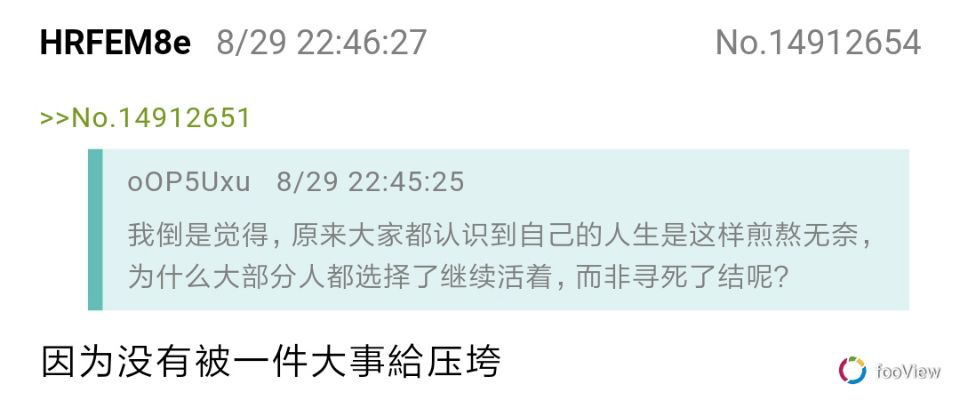 HRFEM8e 8/29 22:46:27 No.14912654
>>No.14912651
oOP5Uxu 8/29 22:45:25
我倒是觉得，原来大家都认识到自己的人生是这样煎熬无奈，
为什么大部分人都选择了继续活着，而非寻死了结呢？
因为没有被一件大事給压垮
fooView